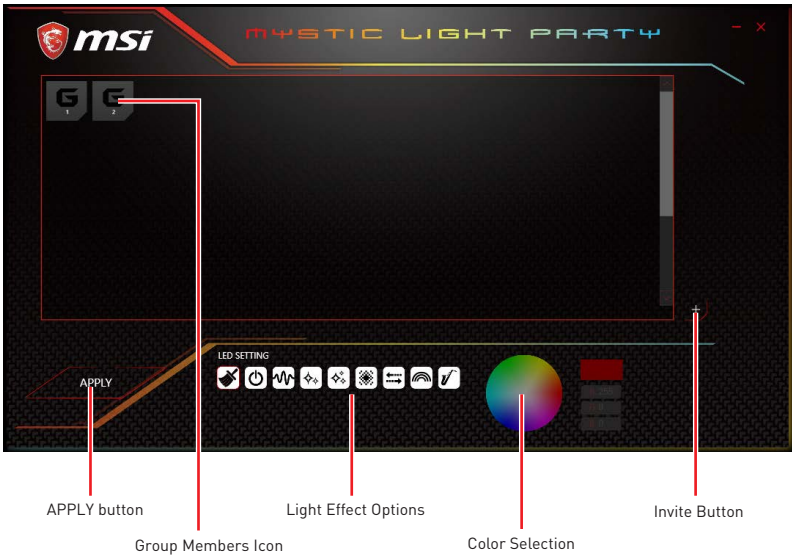 msi
MYSTIC LIGHT PARTY
G
1
G
2
LED SETTING
APPLY
APPLY button
Light Effect Options
Invite Button
Group Members Icon
Color Selection